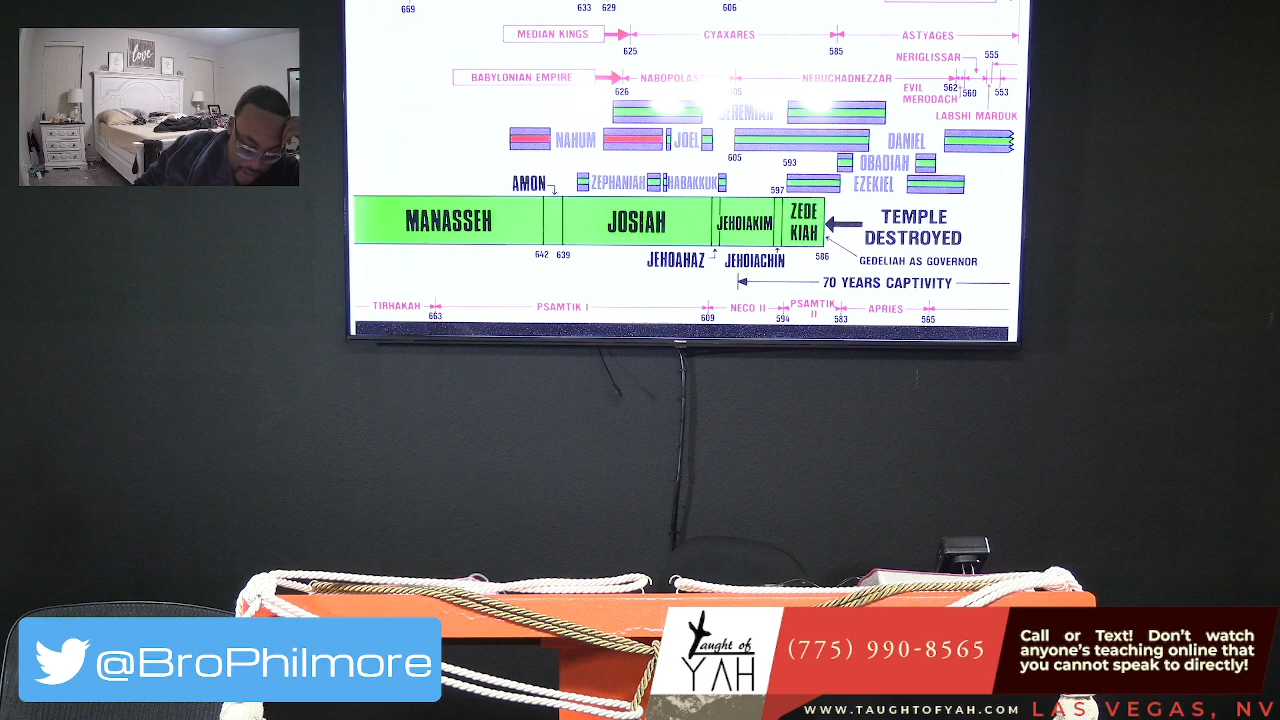 669
633 629
606
MEDIAN KINGS
CYAXARES
ASTYAGES
625
585
NERIGLISSAR
555
BABYLONIAN EMPIRE
NEBUCHADNEZZAR
626
562
560
553
EVIL
MERODACH
LABSHI MARDUK
JEREMIAH
NAHUM
JOEL
DANIEL
605
593
OBADIAH
AMON
ZEPHANIAH
HABAKKUK
597
EZEKIEL
MANASSEH
JOSIAH
JEHOIAKIM
ZEDE
KIAH
TEMPLE
DESTROYED
642
639
JEHOAHAZ
JEHOIACHIN
586
GEDELIAH AS GOVERNOR
70 YEARS CAPTIVITY
TIRHAKAH
PSAMTIK I
NECO II
PSAMTIK
II
APRIES
663
609
594
583
565
love
@BroPhilmore
Taught of
YAH
(775) 990-8565
Call or Text! Don't watch
anyone's teaching online that
you cannot speak to directly!
WWW.TAUGHTOFYAH.COM
LAS VEGAS, NV